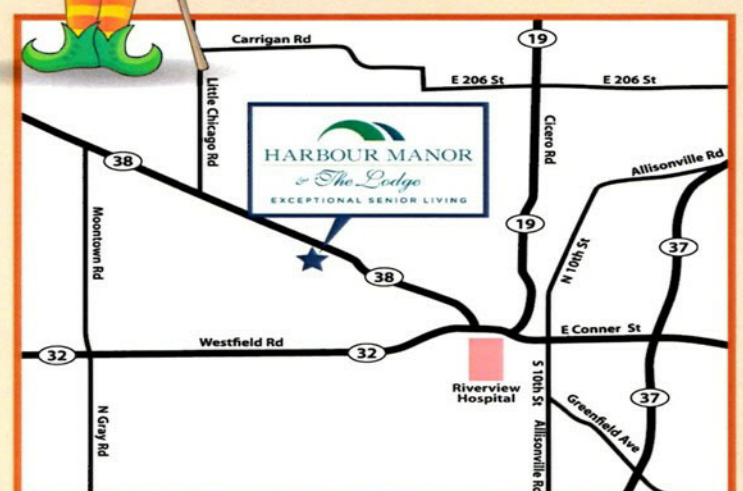 Carrigan Rd
19
E 206 St
E 206 St
Little Chicago Rd
HARBOUR MANOR
& The Lodge
EXCEPTIONAL SENIOR LIVING
Cicero Rd
Allisonville Rd
38
Moontown Rd
19
N 10th St
37
38
Westfield Rd
E Conner St
32
32
Riverview
Hospital
S 10th St
Greenfield Ave
37
N Gray Rd
Allisonville Rd